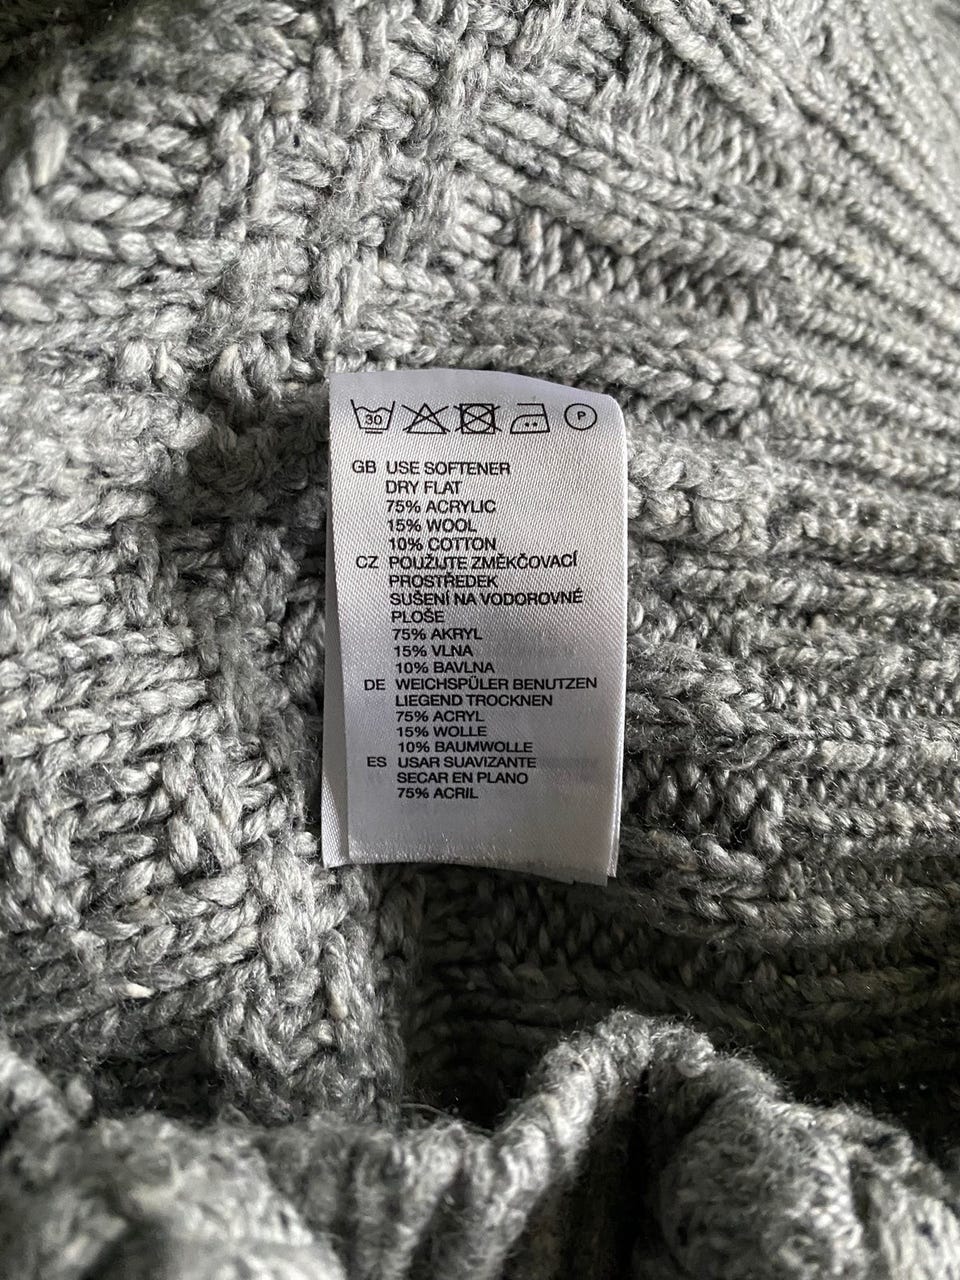 30 P
GB USE SOFTENER
DRY FLAT
75% ACRYLIC
15% WOOL
10% COTTON
CZ POUŽIJTE ZMĚKČOVACÍ
PROSTŘEDEK
SUŠENÍ NA VODOROVNÉ
PLOŠE
75% AKRYL
15% VLNA
10% BAVLNA
DE WEICHSPÜLER BENUTZEN
LIEGEND TROCKNEN
75% ACRYL
15% WOLLE
10% BAUMWOLLE
ES USAR SUAVIZANTE
SECAR EN PLANO
75% ACRIL